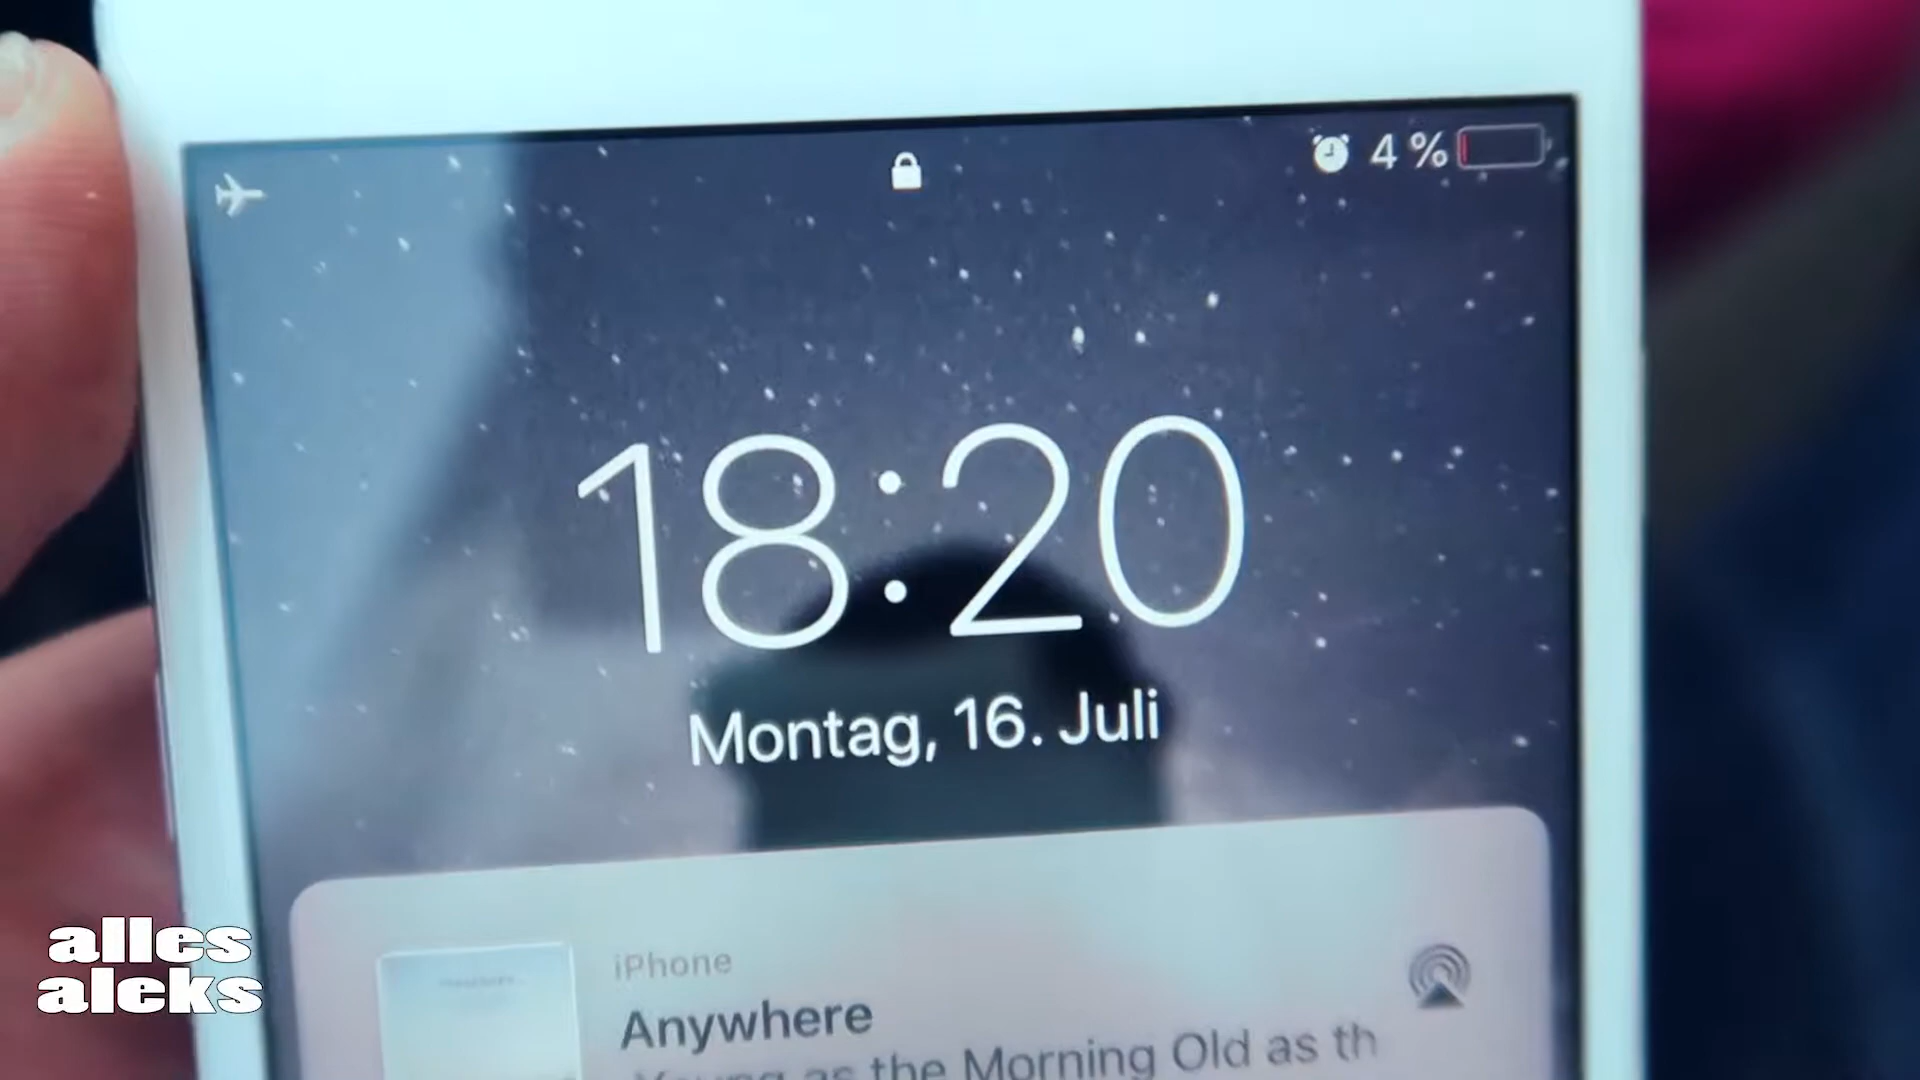 4 %
18:20
Montag, 16. Juli
iPhone
Anywhere
Young as the Morning Old as th
alles
aleks